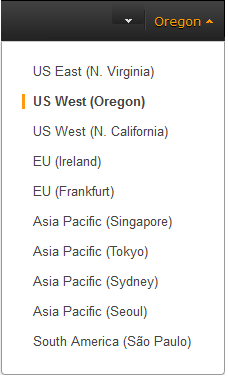 Oregon
US East (N. Virginia)
US West (Oregon)
US West (N. California)
EU (Ireland)
EU (Frankfurt)
Asia Pacific (Singapore)
Asia Pacific (Tokyo)
Asia Pacific (Sydney)
Asia Pacific (Seoul)
South America (São Paulo)